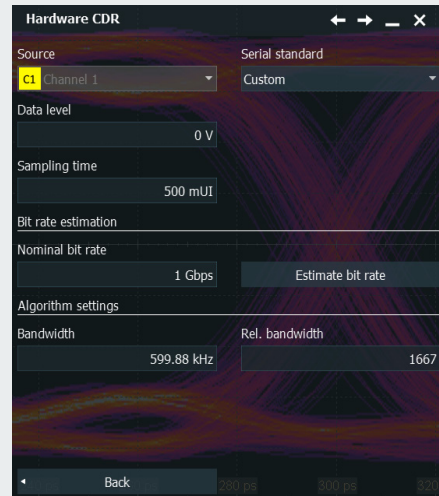 Hardware CDR
Source Serial standard
C1 Channel 1 Custom
Data level
0 V
Sampling time
500 mUI
Bit rate estimation
Nominal bit rate
1 Gbps Estimate bit rate
Algorithm settings
Bandwidth Rel. bandwidth
599.88 kHz 1667
Back 280 ps 300 ps 320